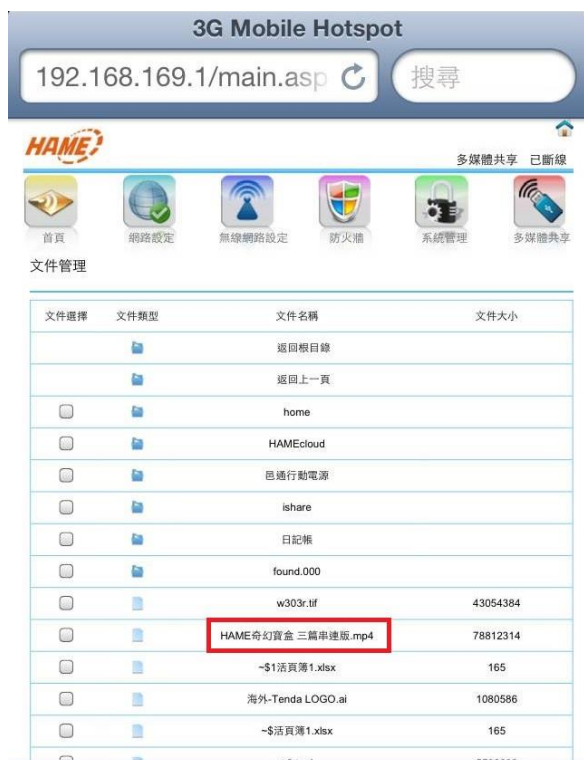 3G Mobile Hotspot
192.168.169.1/main.asp 搜尋
HAME
多媒體共享 已斷線
首頁 網路設定 無線網路設定 防火牆 系統管理 多媒體共享
文件管理
文件選擇 文件類型 文件名稱 文件大小
返回根目錄
返回上一頁
home
HAMEcloud
邑通行動電源
ishare
日記帳
found.000
w303r.tif 43054384
HAME奇幻寶盒 三篇串連版.mp4 78812314
~$1活頁簿1.xlsx 165
海外-Tenda LOGO.ai 1080586
~$活頁簿1.xlsx 165